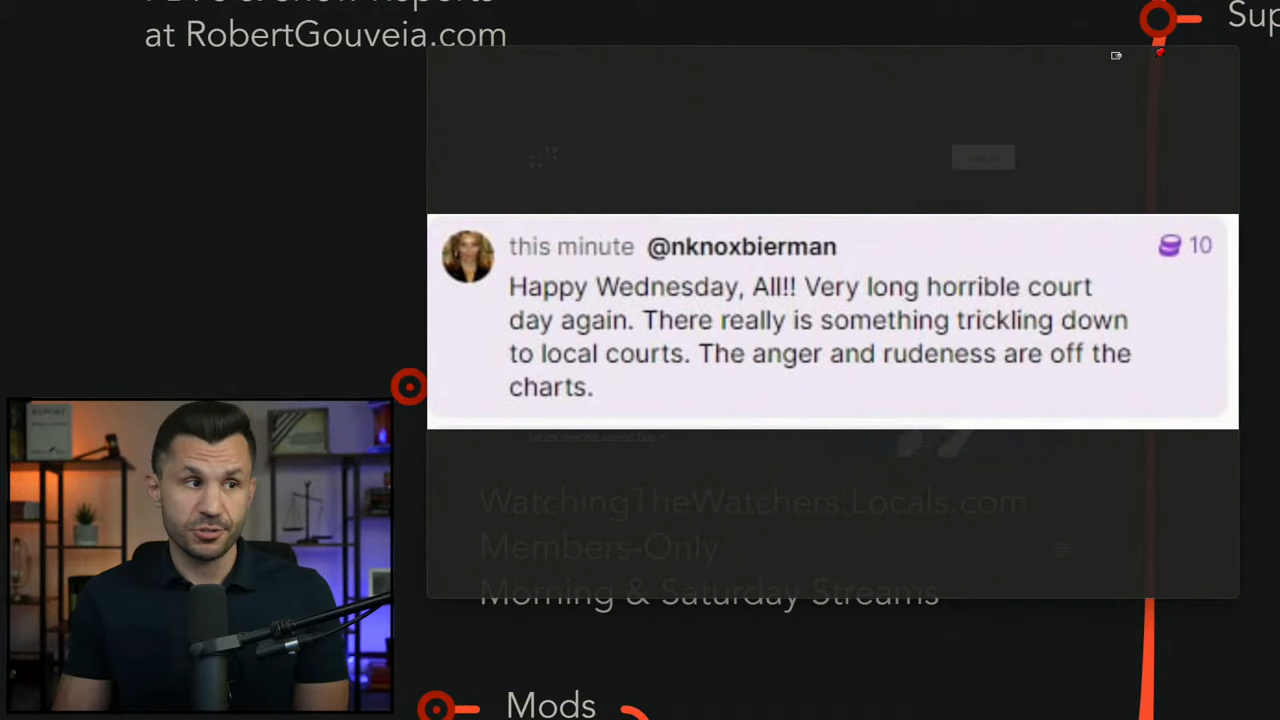 at RobertGouveia.com
Sup
this minute @nknoxbierman
10
Happy Wednesday, All!! Very long horrible court
day again. There really is something trickling down
to local courts. The anger and rudeness are off the
charts.
WatchingTheWatchers.Locals.com
Members-Only
Morning & Saturday Streams
Mods